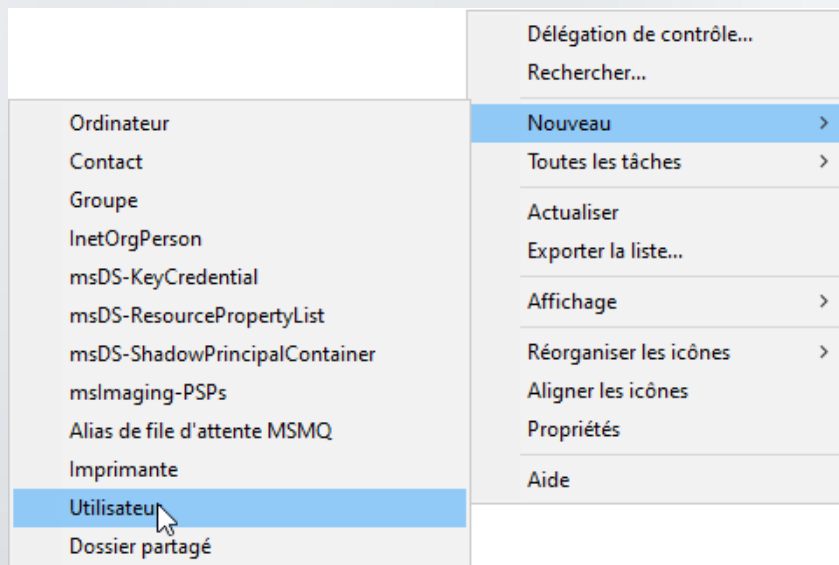 Délégation de contrôle...
Rechercher...
Nouveau
Toutes les tâches
Actualiser
Exporter la liste...
Affichage
Réorganiser les icônes
Aligner les icônes
Propriétés
Aide
Ordinateur
Contact
Groupe
InetOrgPerson
msDS-KeyCredential
msDS-ResourcePropertyList
msDS-ShadowPrincipalContainer
msImaging-PSPs
Alias de file d'attente MSMQ
Imprimante
Utilisateur
Dossier partagé